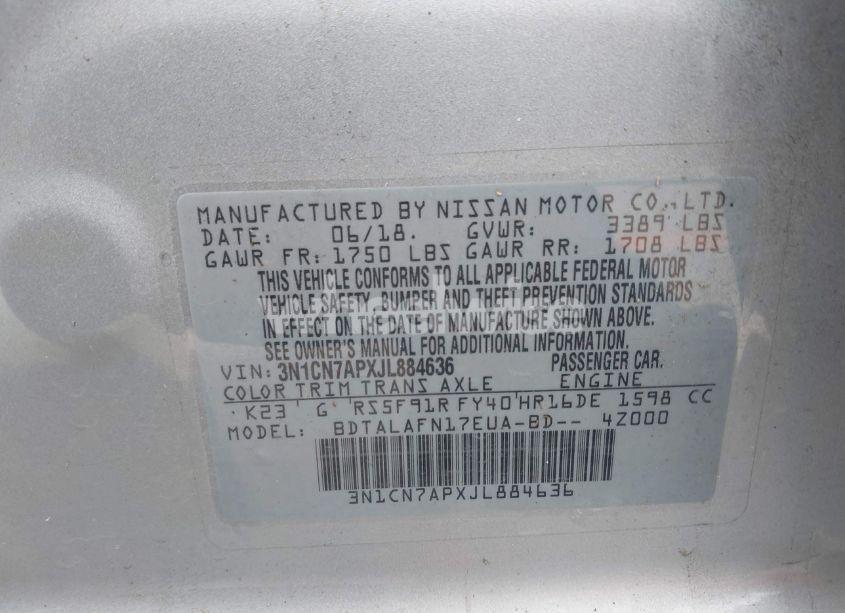 MANUFACTURED BY NISSAN MOTOR CO., LTD.
DATE: 06/18. GVWR: 3389 LBS
GAWR FR: 1750 LBS GAWR RR: 1708 LBS
THIS VEHICLE CONFORMS TO ALL APPLICABLE FEDERAL MOTOR
VEHICLE SAFETY, BUMPER AND THEFT PREVENTION STANDARDS
IN EFFECT ON THE DATE OF MANUFACTURE SHOWN ABOVE.
SEE OWNER'S MANUAL FOR ADDITIONAL INFORMATION.
VIN: 3N1CN7APXJL884636 PASSENGER CAR.
COLOR TRIM TRANS AXLE ENGINE
K23 G RS5F91R FY40 HR16DE 1598 CC
MODEL: BDTALAFN17EUA-BD-- 4Z000
3N1CN7APXJL884636